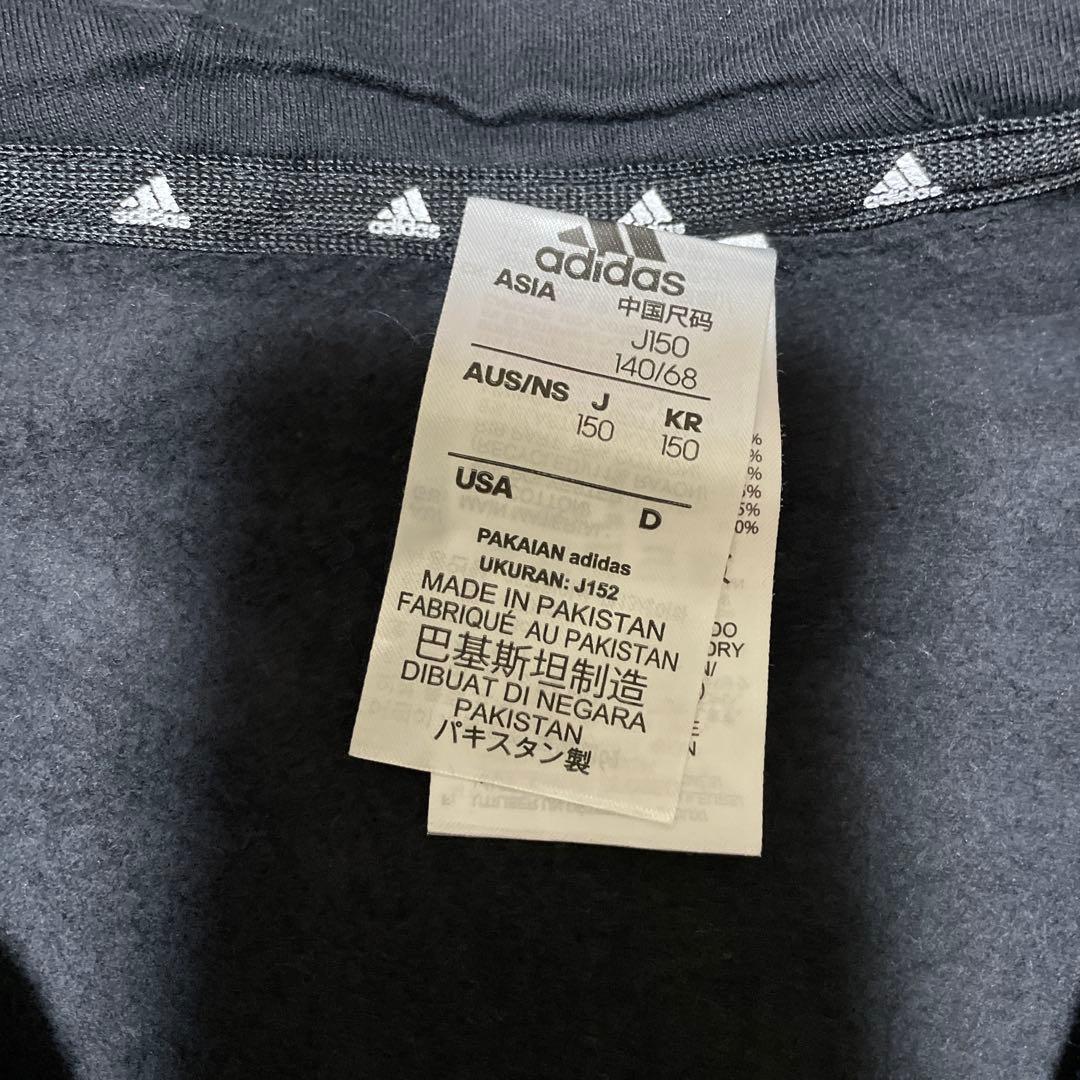 adidas
adidas
adidas
adidas
adidas
ASIA
中国尺码
J150
140/68
AUS/NS J KR
150 150
USA
D
PAKAIAN adidas
UKURAN: J152
MADE IN PAKISTAN
FABRIQUÉ AU PAKISTAN
巴基斯坦制造
DIBUAT DI NEGARA
PAKISTAN
パキスタン製